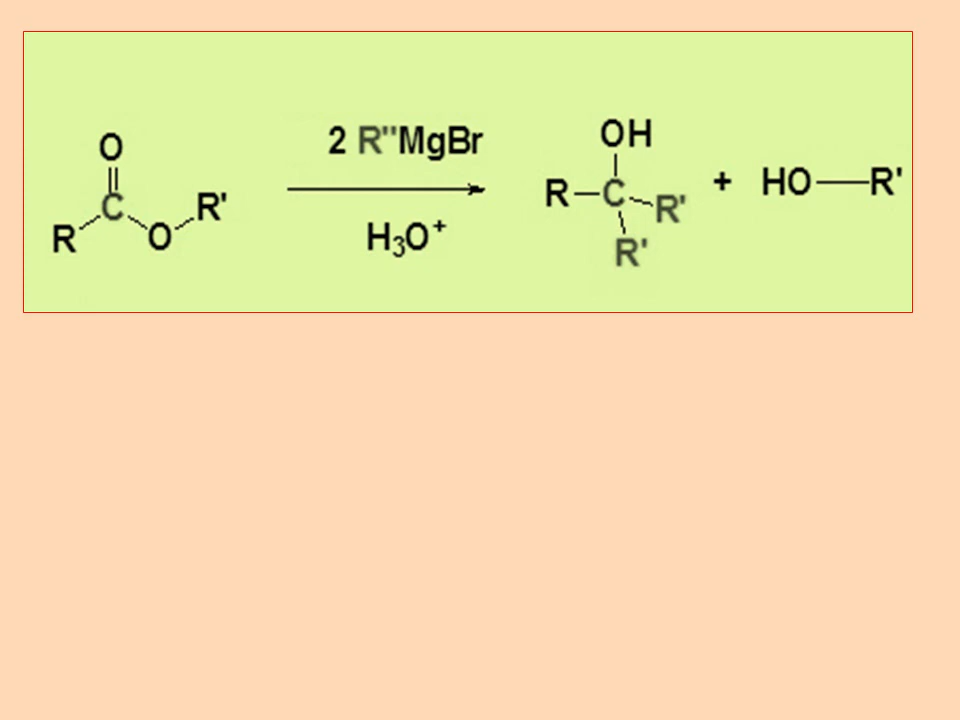 O
R C O R'
2 R"MgBr
H₃O⁺
OH
R—C R'
R'
+ HO—R'